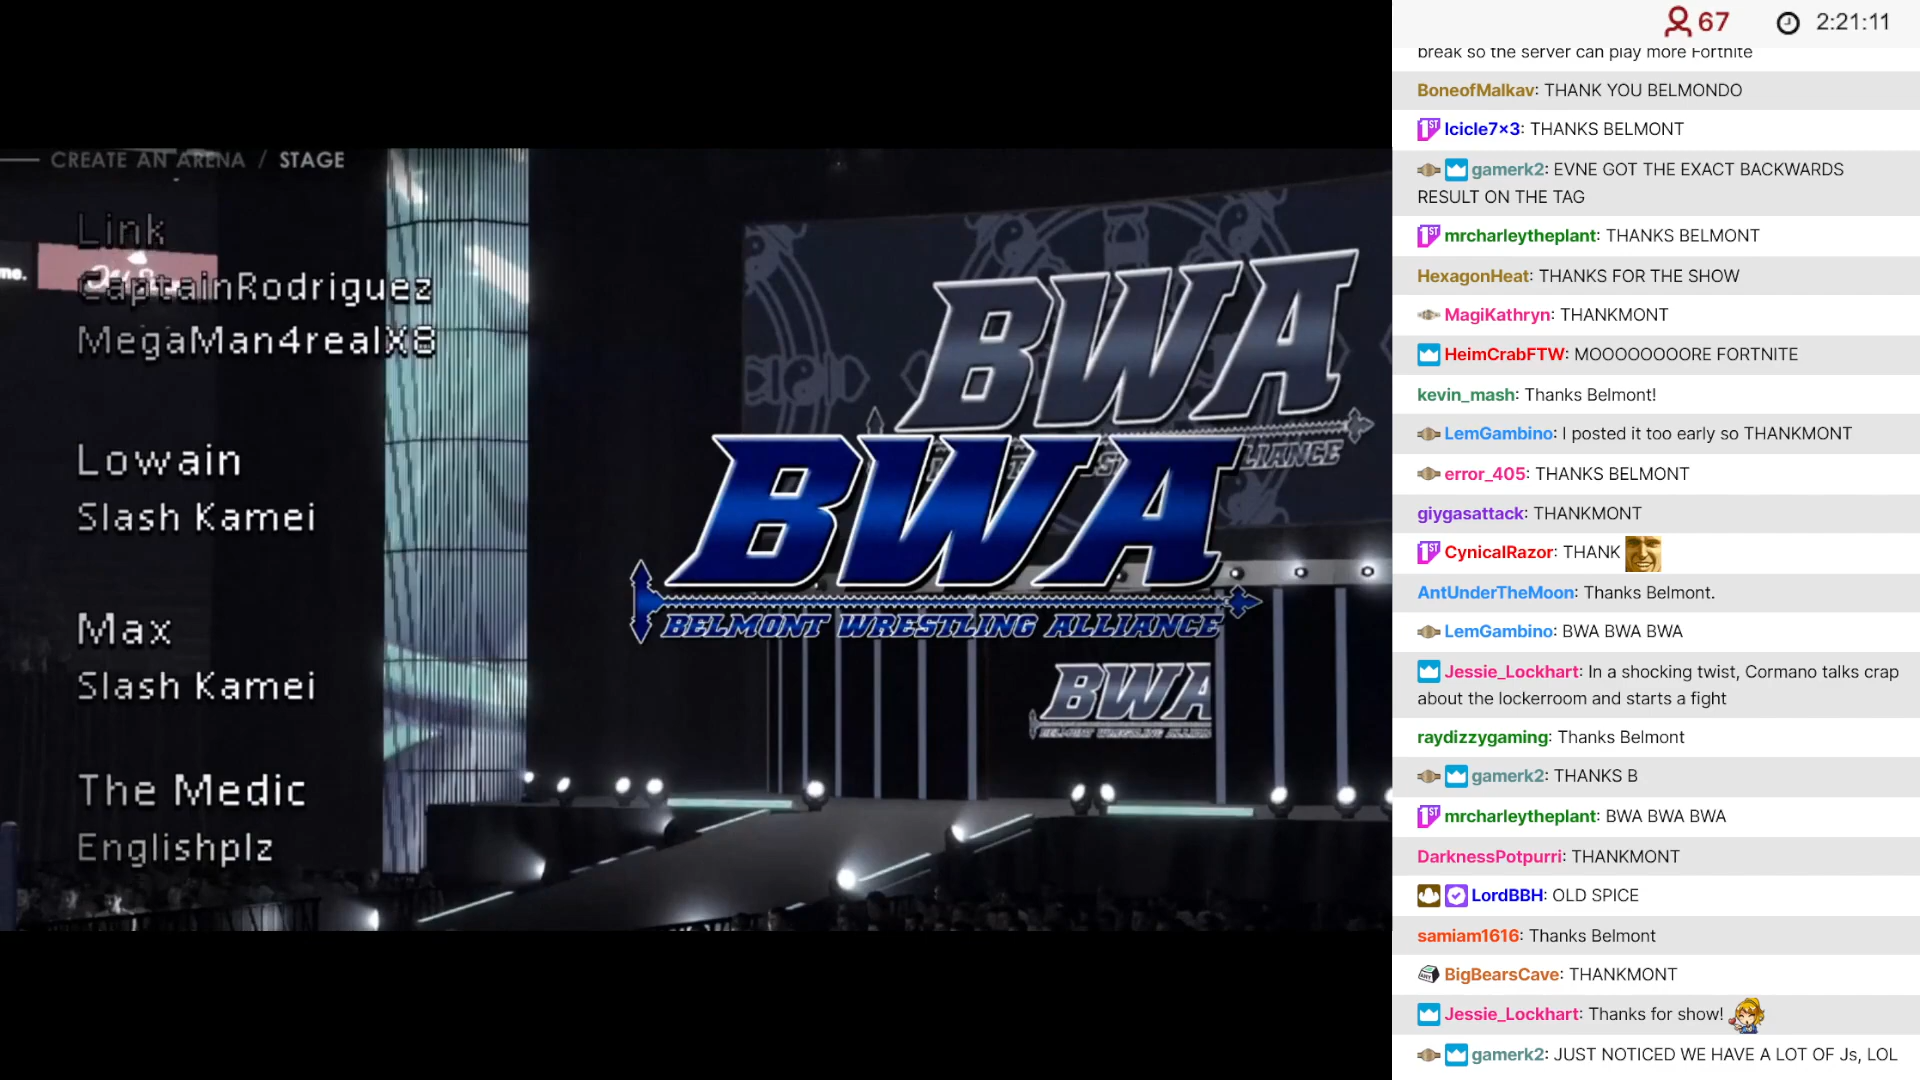 67 2:21:11
break so the server can play more Fortnite
BoneofMalkav: THANK YOU BELMONDO
Icicle7x3: THANKS BELMONT
gamerk2: EVNE GOT THE EXACT BACKWARDS
RESULT ON THE TAG
mrcharleytheplant: THANKS BELMONT
HexagonHeat: THANKS FOR THE SHOW
MagiKathryn: THANKMONT
HeimCrabFTW: MOOOOOOOORE FORTNITE
kevin_mash: Thanks Belmont!
LemGambino: I posted it too early so THANKMONT
error_405: THANKS BELMONT
giygasattack: THANKMONT
CynicalRazor: THANK
AntUnderTheMoon: Thanks Belmont.
LemGambino: BWA BWA BWA
Jessie_Lockhart: In a shocking twist, Cormano talks crap
about the lockerroom and starts a fight
raydizzygaming: Thanks Belmont
gamerk2: THANKS B
mrcharleytheplant: BWA BWA BWA
DarknessPotpurri: THANKMONT
LordBBH: OLD SPICE
samiam1616: Thanks Belmont
BigBearsCave: THANKMONT
Jessie_Lockhart: Thanks for show!
gamerk2: JUST NOTICED WE HAVE A LOT OF Js, LOL
CREATE AN ARENA / STAGE
Link
CaptainRodriguez
MegaMan4realX8
Lowain
Slash Kamei
Max
Slash Kamei
The Medic
Englishplz
BWA
LIANCE
BWA
BELMONT WRESTLING ALLIANCE
BWA